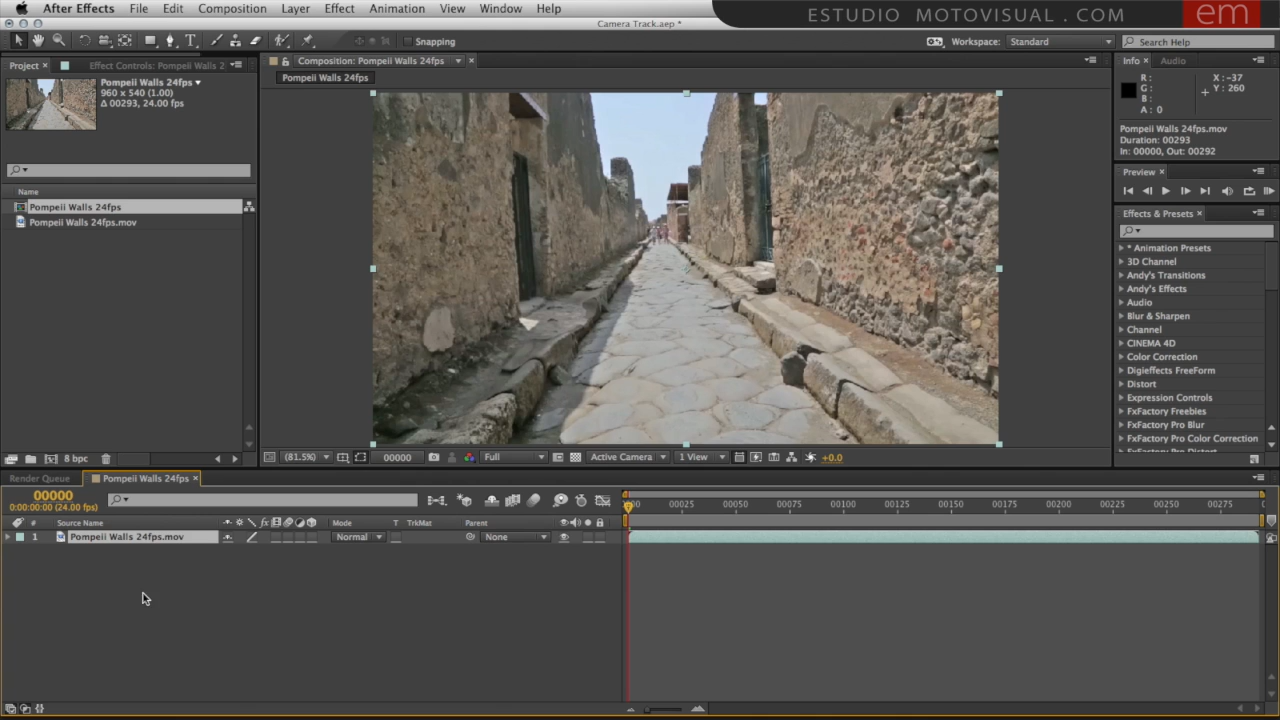 After Effects File Edit Composition Layer Effect Animation View Window Help
ESTUDIO MOTOVISUAL . COM em
Camera Track.aep *
Snapping
Workspace: Standard
Search Help
Project
Effect Controls: Pompeii Walls 2
Composition: Pompeii Walls 24fps
Info Audio
Pompeii Walls 24fps
960 x 540 (1.00)
Δ 00293, 24.00 fps
Pompeii Walls 24fps
R :
G :
B :
A : 0
X : -37
Y : 260
Pompeii Walls 24fps.mov
Duration: 00293
In: 00000, Out: 00292
Preview
Name
Pompeii Walls 24fps
Pompeii Walls 24fps.mov
Effects & Presets
* Animation Presets
3D Channel
Andy's Transitions
Andy's Effects
Audio
Blur & Sharpen
Channel
CINEMA 4D
Color Correction
Digieffects FreeForm
Distort
Expression Controls
FxFactory Freebies
FxFactory Pro Blur
FxFactory Pro Color Correction
FxFactory Pro Distort
8 bpc
(81.5%) 00000 Full Active Camera 1 View +0.0
Render Queue Pompeii Walls 24fps
00000
0:00:00:00 (24.00 fps)
00025 00050 00075 00100 00125 00150 00175 00200 00225 00250 00275
# Source Name fx Mode T TrkMat Parent
1 Pompeii Walls 24fps.mov Normal None